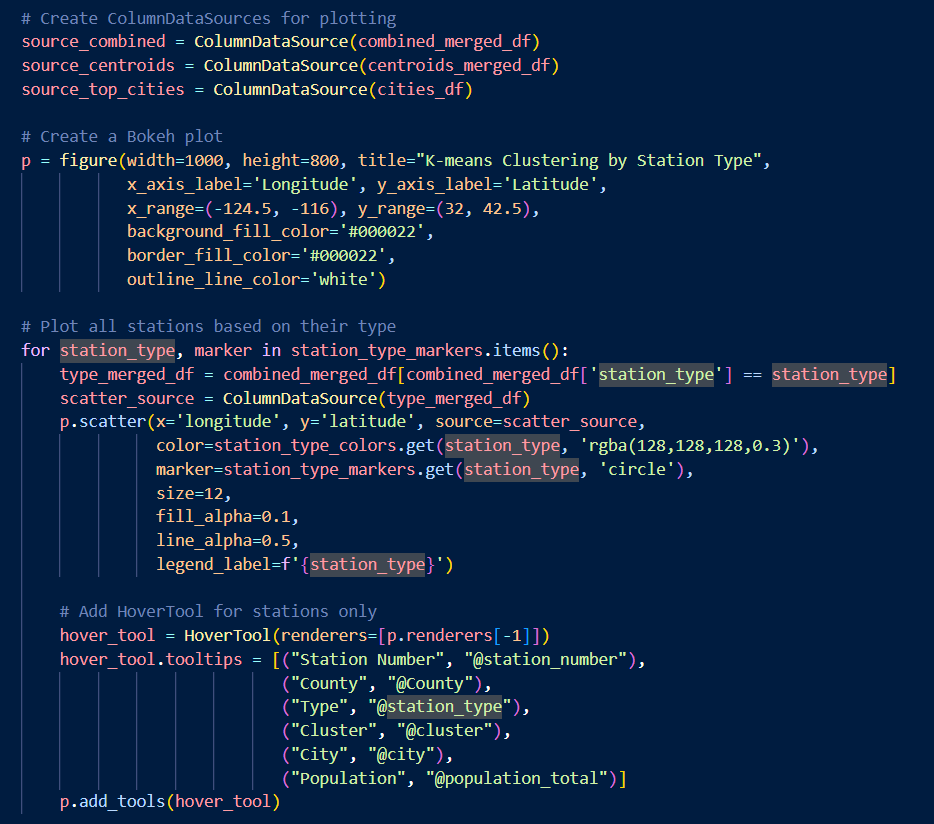 # Create ColumnDataSources for plotting
source_combined = ColumnDataSource(combined_merged_df)
source_centroids = ColumnDataSource(centroids_merged_df)
source_top_cities = ColumnDataSource(cities_df)
# Create a Bokeh plot
p = figure(width=1000, height=800, title="K-means Clustering by Station Type",
x_axis_label='Longitude', y_axis_label='Latitude',
x_range=(-124.5, -116), y_range=(32, 42.5),
background_fill_color='#000022',
border_fill_color='#000022',
outline_line_color='white')
# Plot all stations based on their type
for station_type, marker in station_type_markers.items():
type_merged_df = combined_merged_df[combined_merged_df['station_type'] == station_type]
scatter_source = ColumnDataSource(type_merged_df)
p.scatter(x='longitude', y='latitude', source=scatter_source,
color=station_type_colors.get(station_type, 'rgba(128,128,128,0.3)'),
marker=station_type_markers.get(station_type, 'circle'),
size=12,
fill_alpha=0.1,
line_alpha=0.5,
legend_label=f'{station_type}')
# Add HoverTool for stations only
hover_tool = HoverTool(renderers=[p.renderers[-1]])
hover_tool.tooltips = [("Station Number", "@station_number"),
("County", "@County"),
("Type", "@station_type"),
("Cluster", "@cluster"),
("City", "@city"),
("Population", "@population_total")]
p.add_tools(hover_tool)